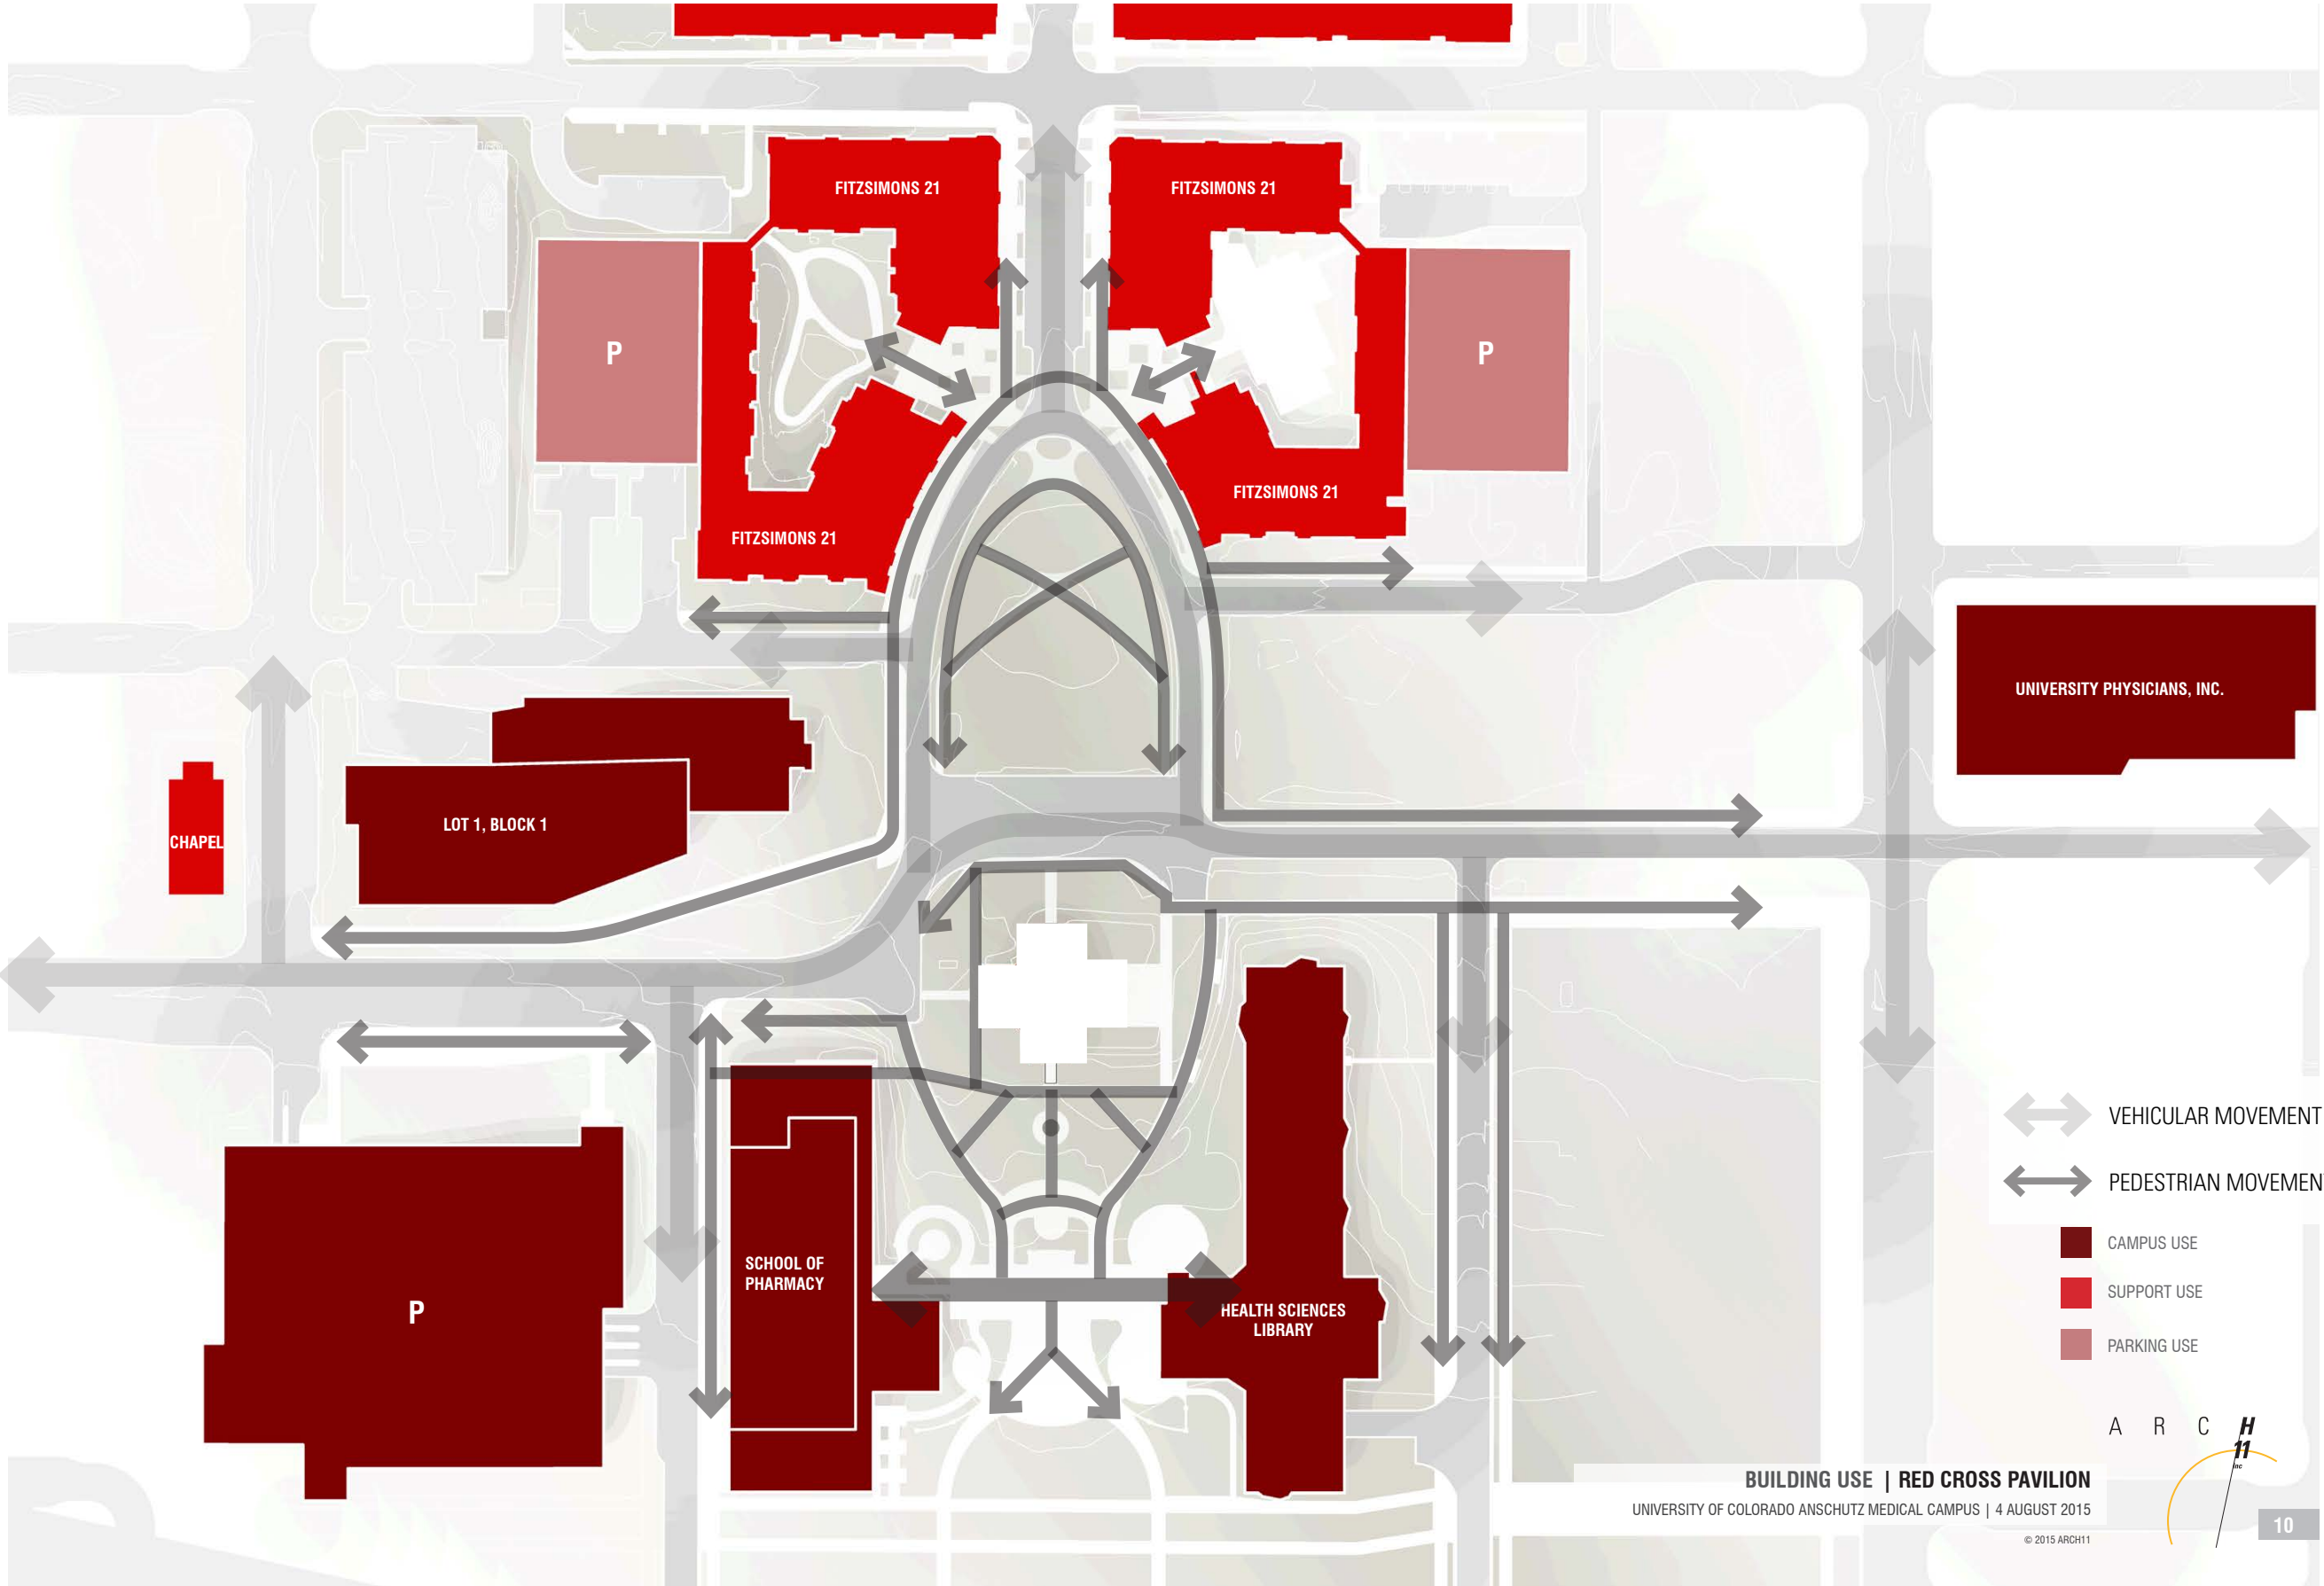 FITZSIMONS 21
FITZSIMONS 21
P
P
FITZSIMONS 21
FITZSIMONS 21
UNIVERSITY PHYSICIANS, INC.
LOT 1, BLOCK 1
CHAPEL
VEHICULAR MOVEMENT
PEDESTRIAN MOVEMEN
CAMPUS USE
SCHOOL OF
PHARMACY
SUPPORT USE
P
HEALTH SCIENCES
LIBRARY
PARKING USE
A R C H
11
inc
BUILDING USE | RED CROSS PAVILION
UNIVERSITY OF COLORADO ANSCHUTZ MEDICAL CAMPUS | 4 AUGUST 2015
10
© 2015 ARCH11